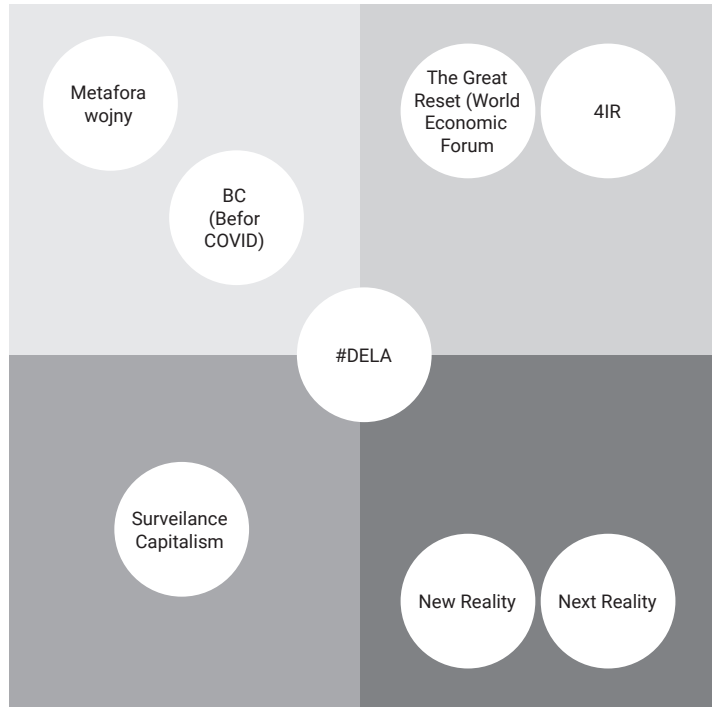 Metafora
wojny
BC
(Befor
COVID)
The Great
Reset (World
Economic
Forum
4IR
#DELA
Surveilance
Capitalism
New Reality
Next Reality